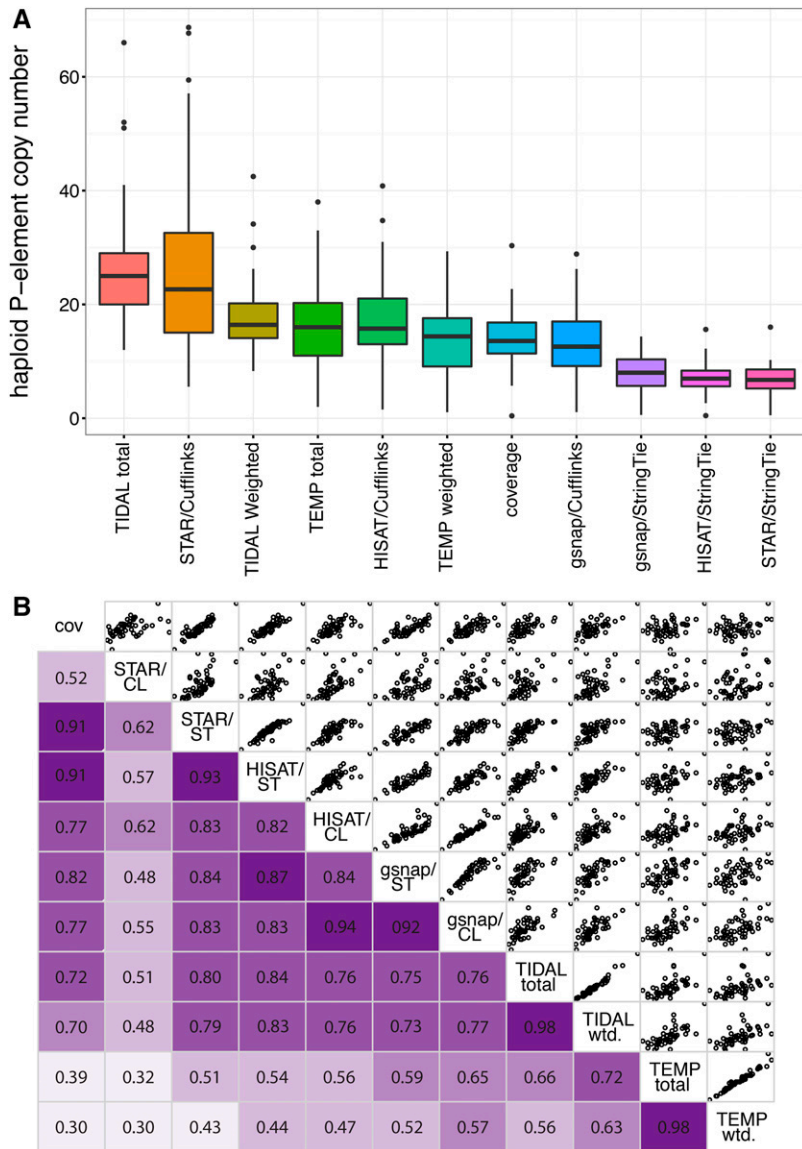 A
haploid P-element copy number
60
40
20
0
TIDAL total
STAR/Cufflinks
TIDAL Weighted
TEMP total
HISAT/Cufflinks
TEMP weighted
coverage
gsnap/Cufflinks
gsnap/StringTie
HISAT/StringTie
STAR/StringTie
B
cov
0.52 STAR/
CL
0.91 0.62 STAR/
ST
0.91 0.57 0.93 HISAT/
ST
0.77 0.62 0.83 0.82 HISAT/
CL
0.82 0.48 0.84 0.87 0.84 gsnap/
ST
0.77 0.55 0.83 0.83 0.94 092 gsnap/
CL
0.72 0.51 0.80 0.84 0.76 0.75 0.76 TIDAL
total
0.70 0.48 0.79 0.83 0.76 0.73 0.77 0.98 TIDAL
wtd.
0.39 0.32 0.51 0.54 0.56 0.59 0.65 0.66 0.72 TEMP
total
0.30 0.30 0.43 0.44 0.47 0.52 0.57 0.56 0.63 0.98 TEMP
wtd.